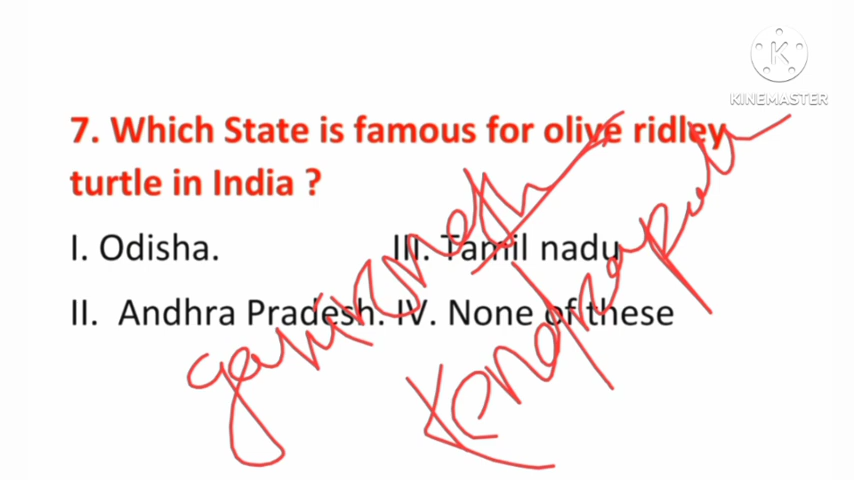 KINEMASTER
7. Which State is famous for olive ridley
turtle in India ?
I. Odisha. III. Tamil nadu
II. Andhra Pradesh. IV. None of these